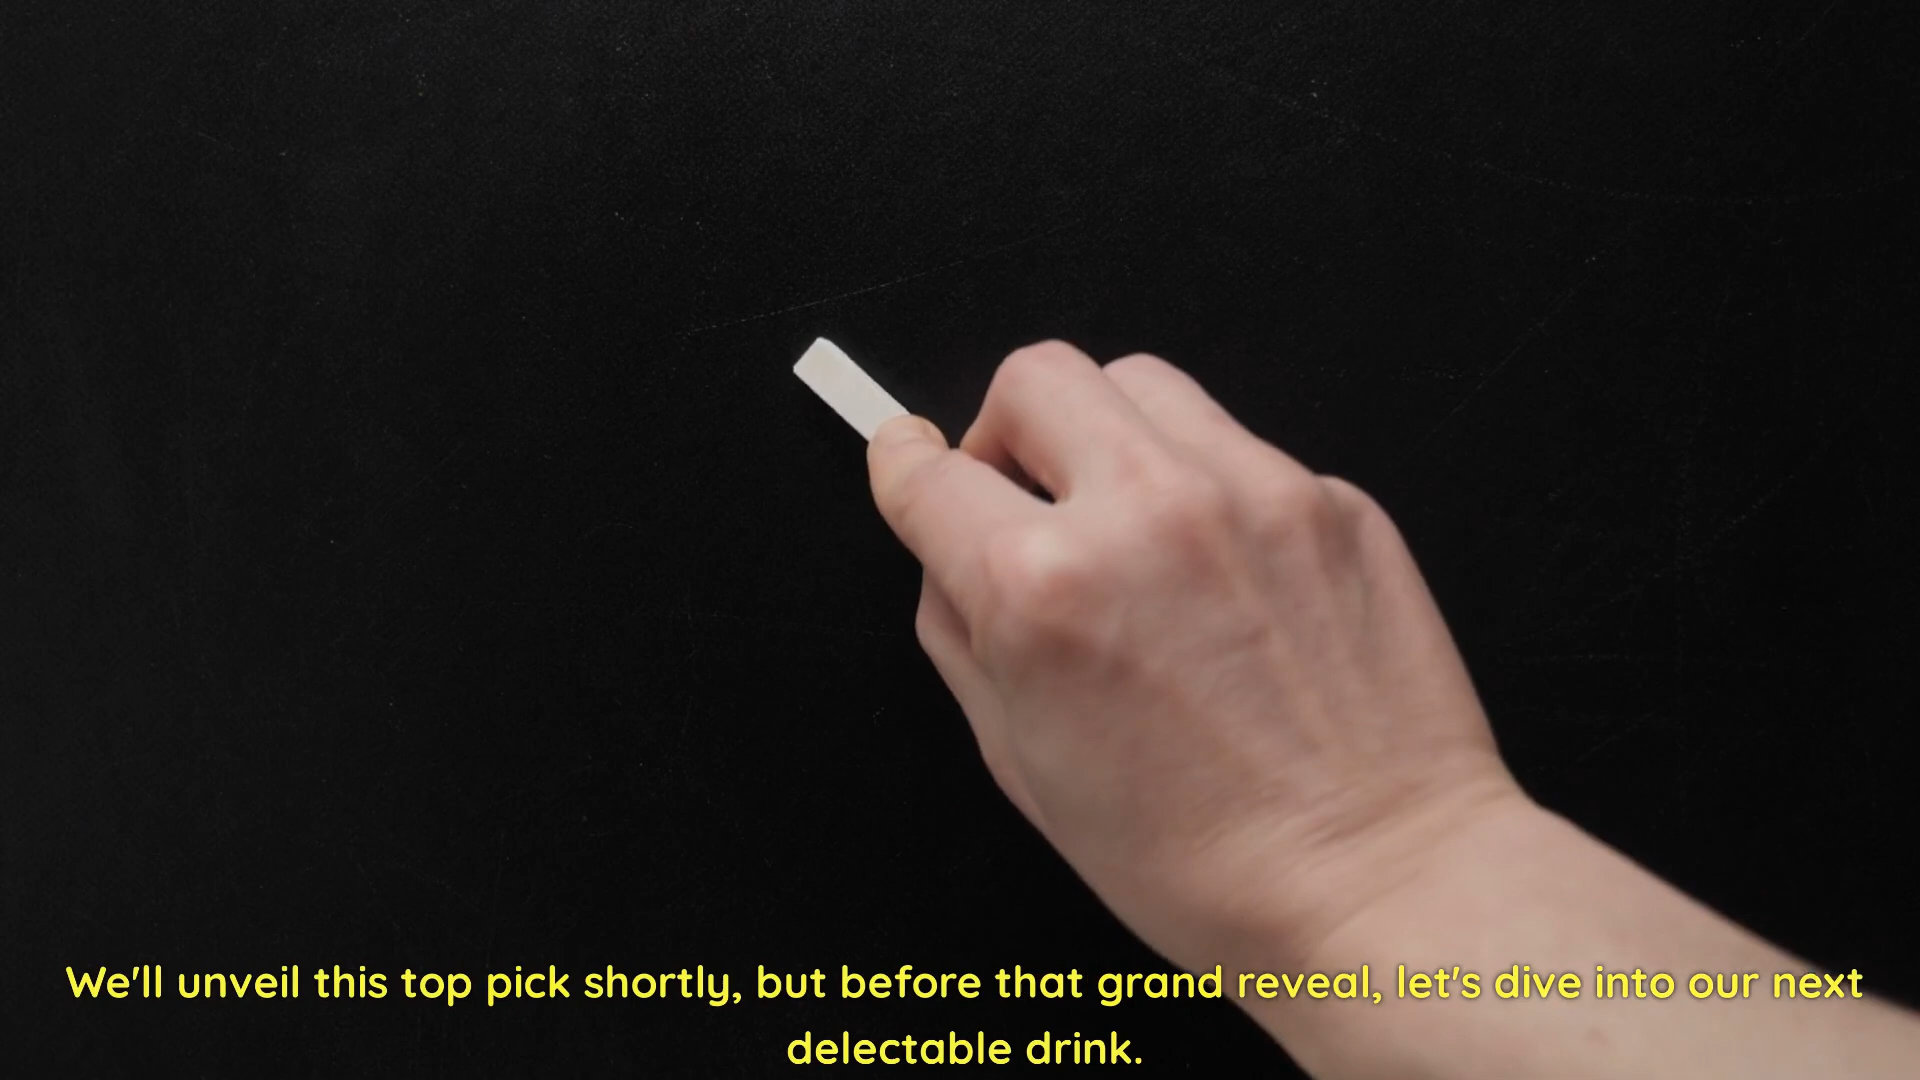 We'll unveil this top pick shortly, but before that grand reveal, let's dive into our next
delectable drink.